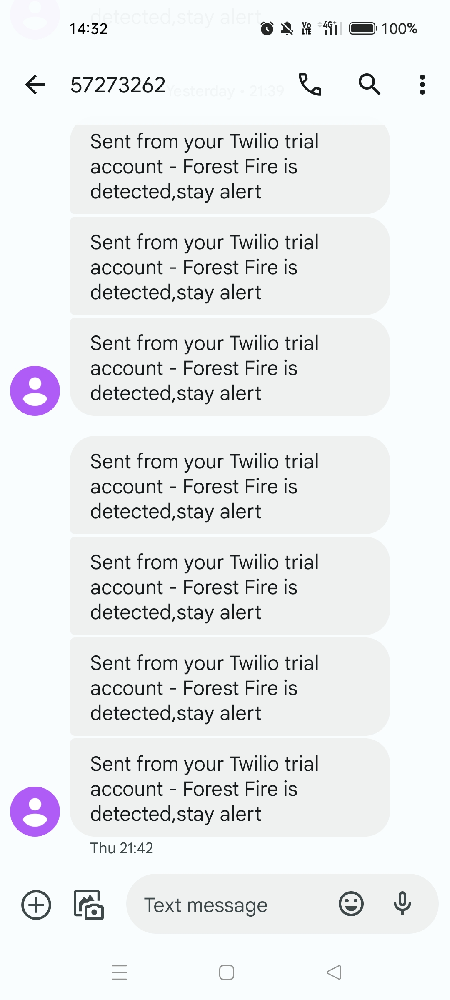 detected,stay alert
14:32
Vo
LTE
4G+
100%
57273262
Yesterday • 21:39
Sent from your Twilio trial
account - Forest Fire is
detected,stay alert
Sent from your Twilio trial
account - Forest Fire is
detected,stay alert
Sent from your Twilio trial
account - Forest Fire is
detected,stay alert
Sent from your Twilio trial
account - Forest Fire is
detected,stay alert
Sent from your Twilio trial
account - Forest Fire is
detected,stay alert
Sent from your Twilio trial
account - Forest Fire is
detected,stay alert
Sent from your Twilio trial
account - Forest Fire is
detected,stay alert
Thu 21:42
Text message